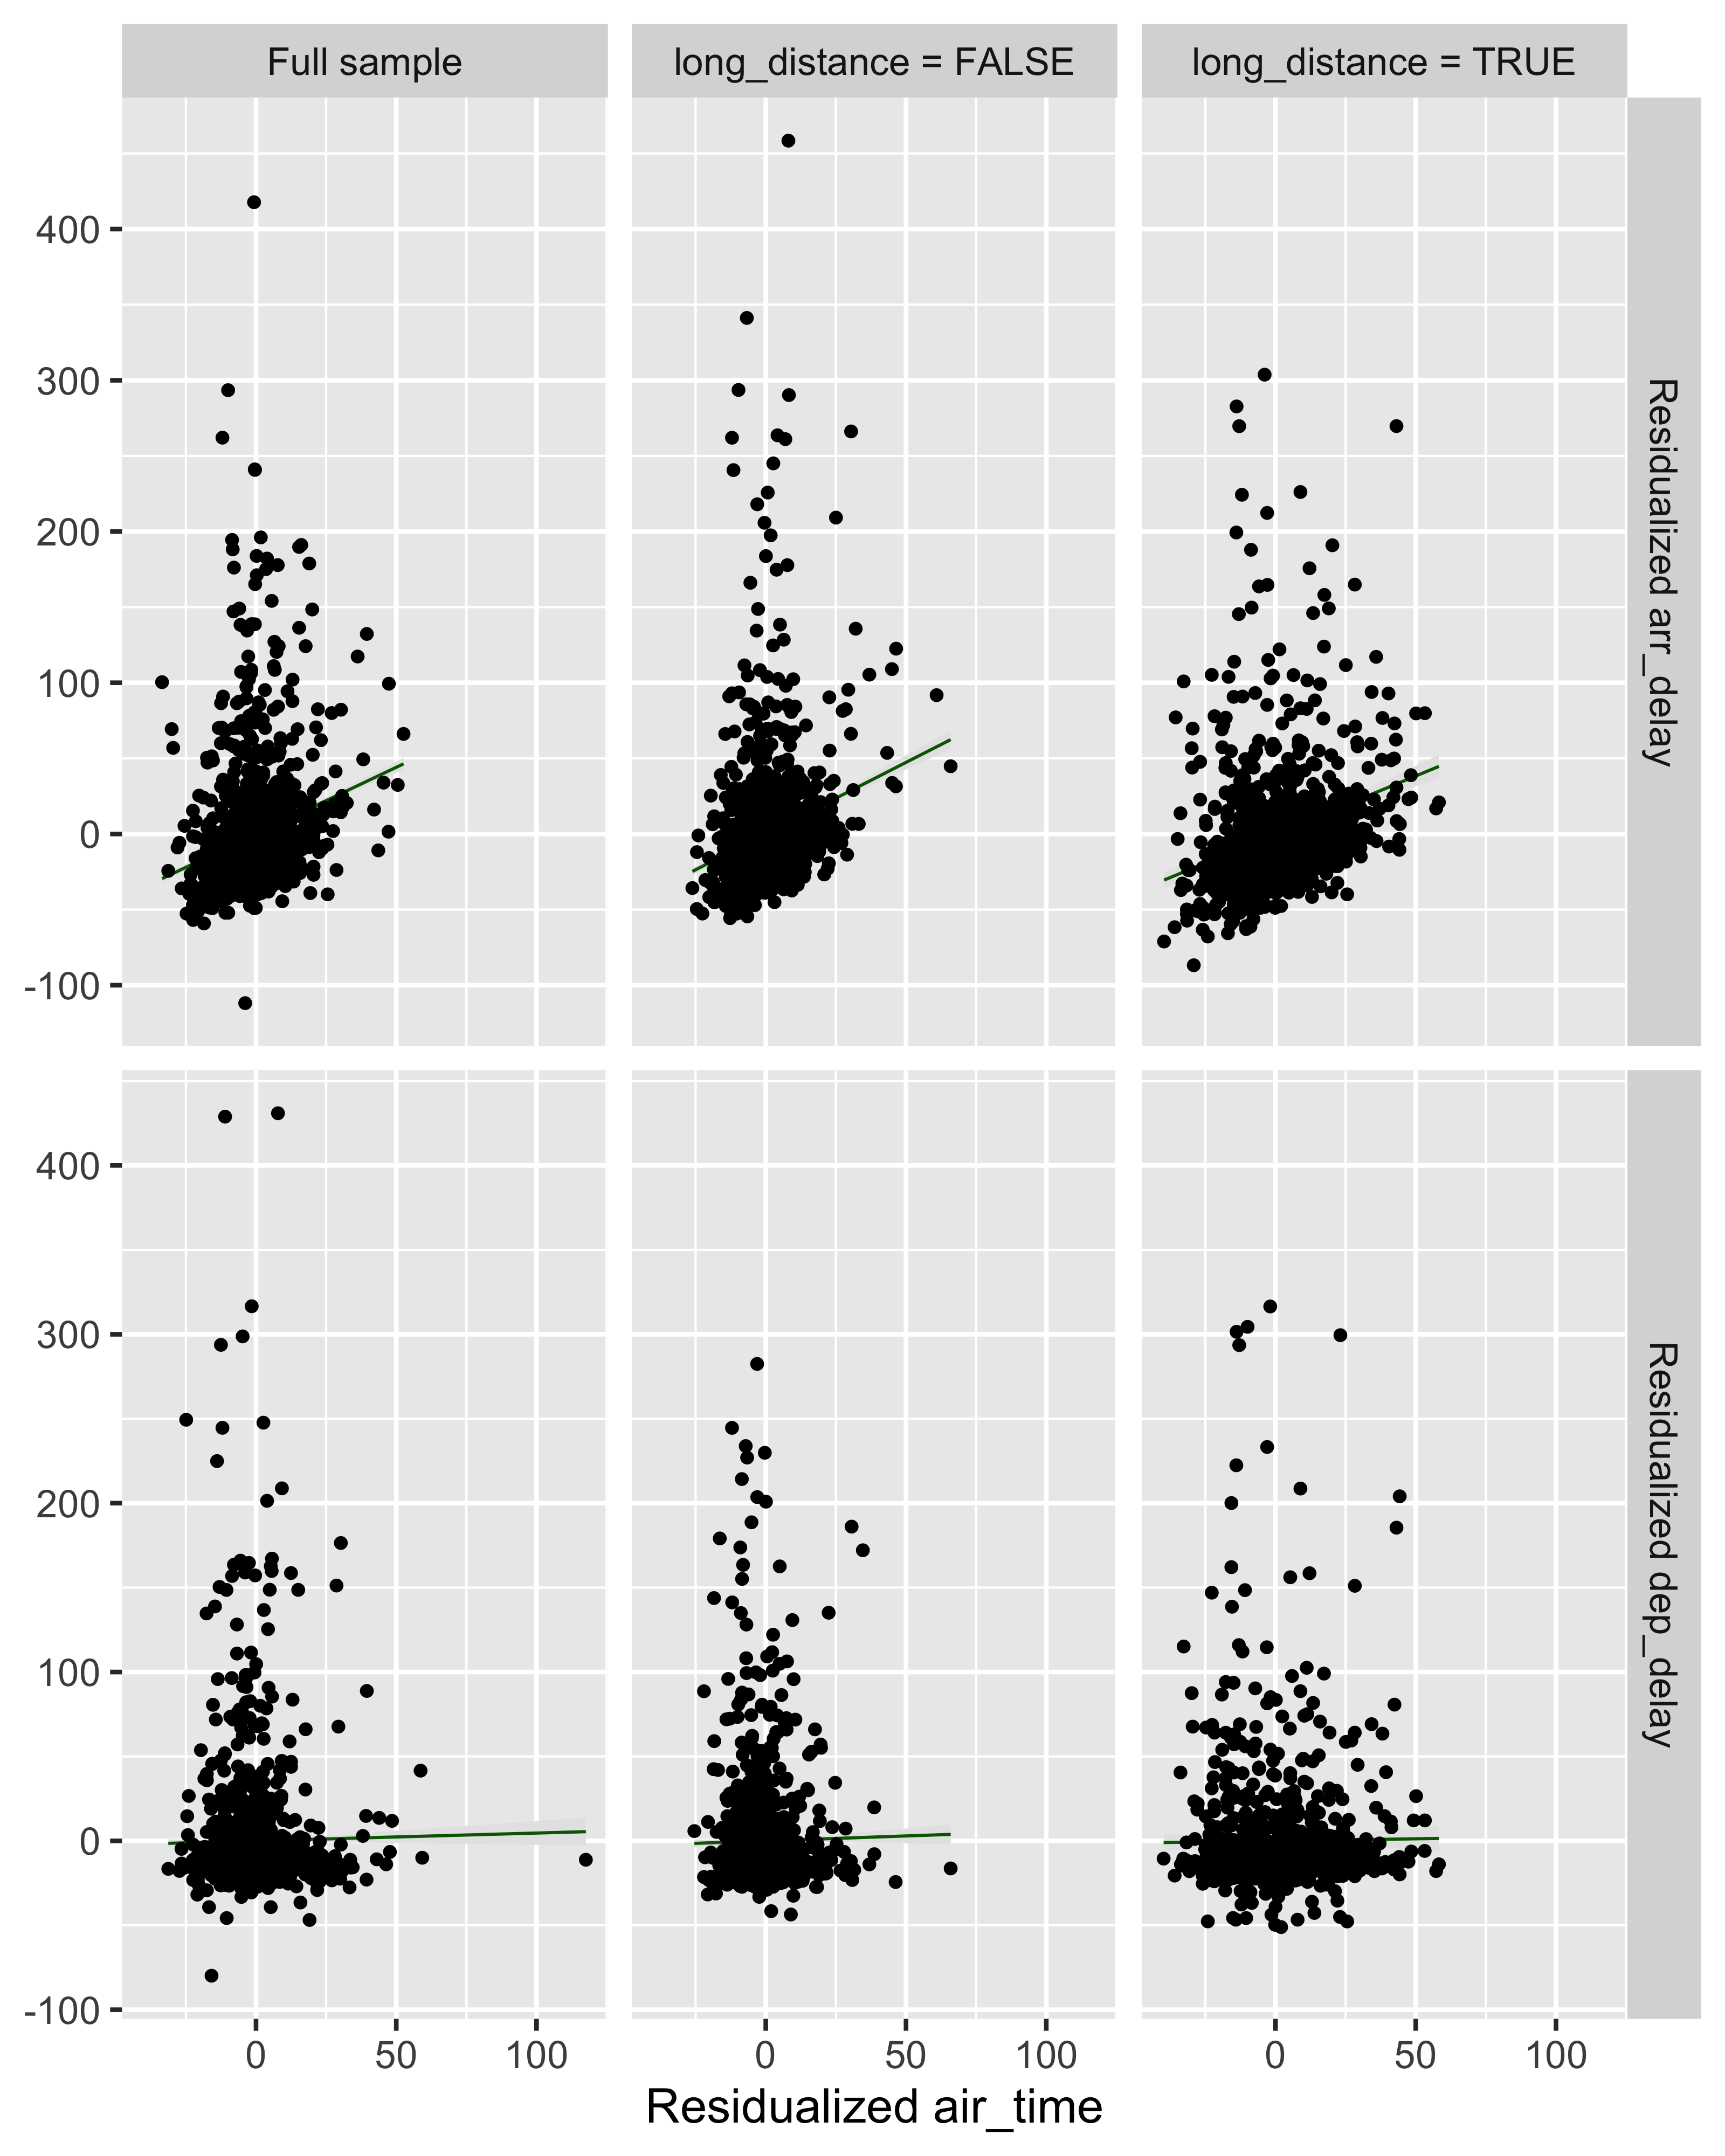 Full sample
long_distance = FALSE
long_distance = TRUE
400
300
200
100
0
-100
Residualized arr_delay
400
300
200
100
0
-100
Residualized dep_delay
0 50 100
0 50 100
0 50 100
Residualized air_time